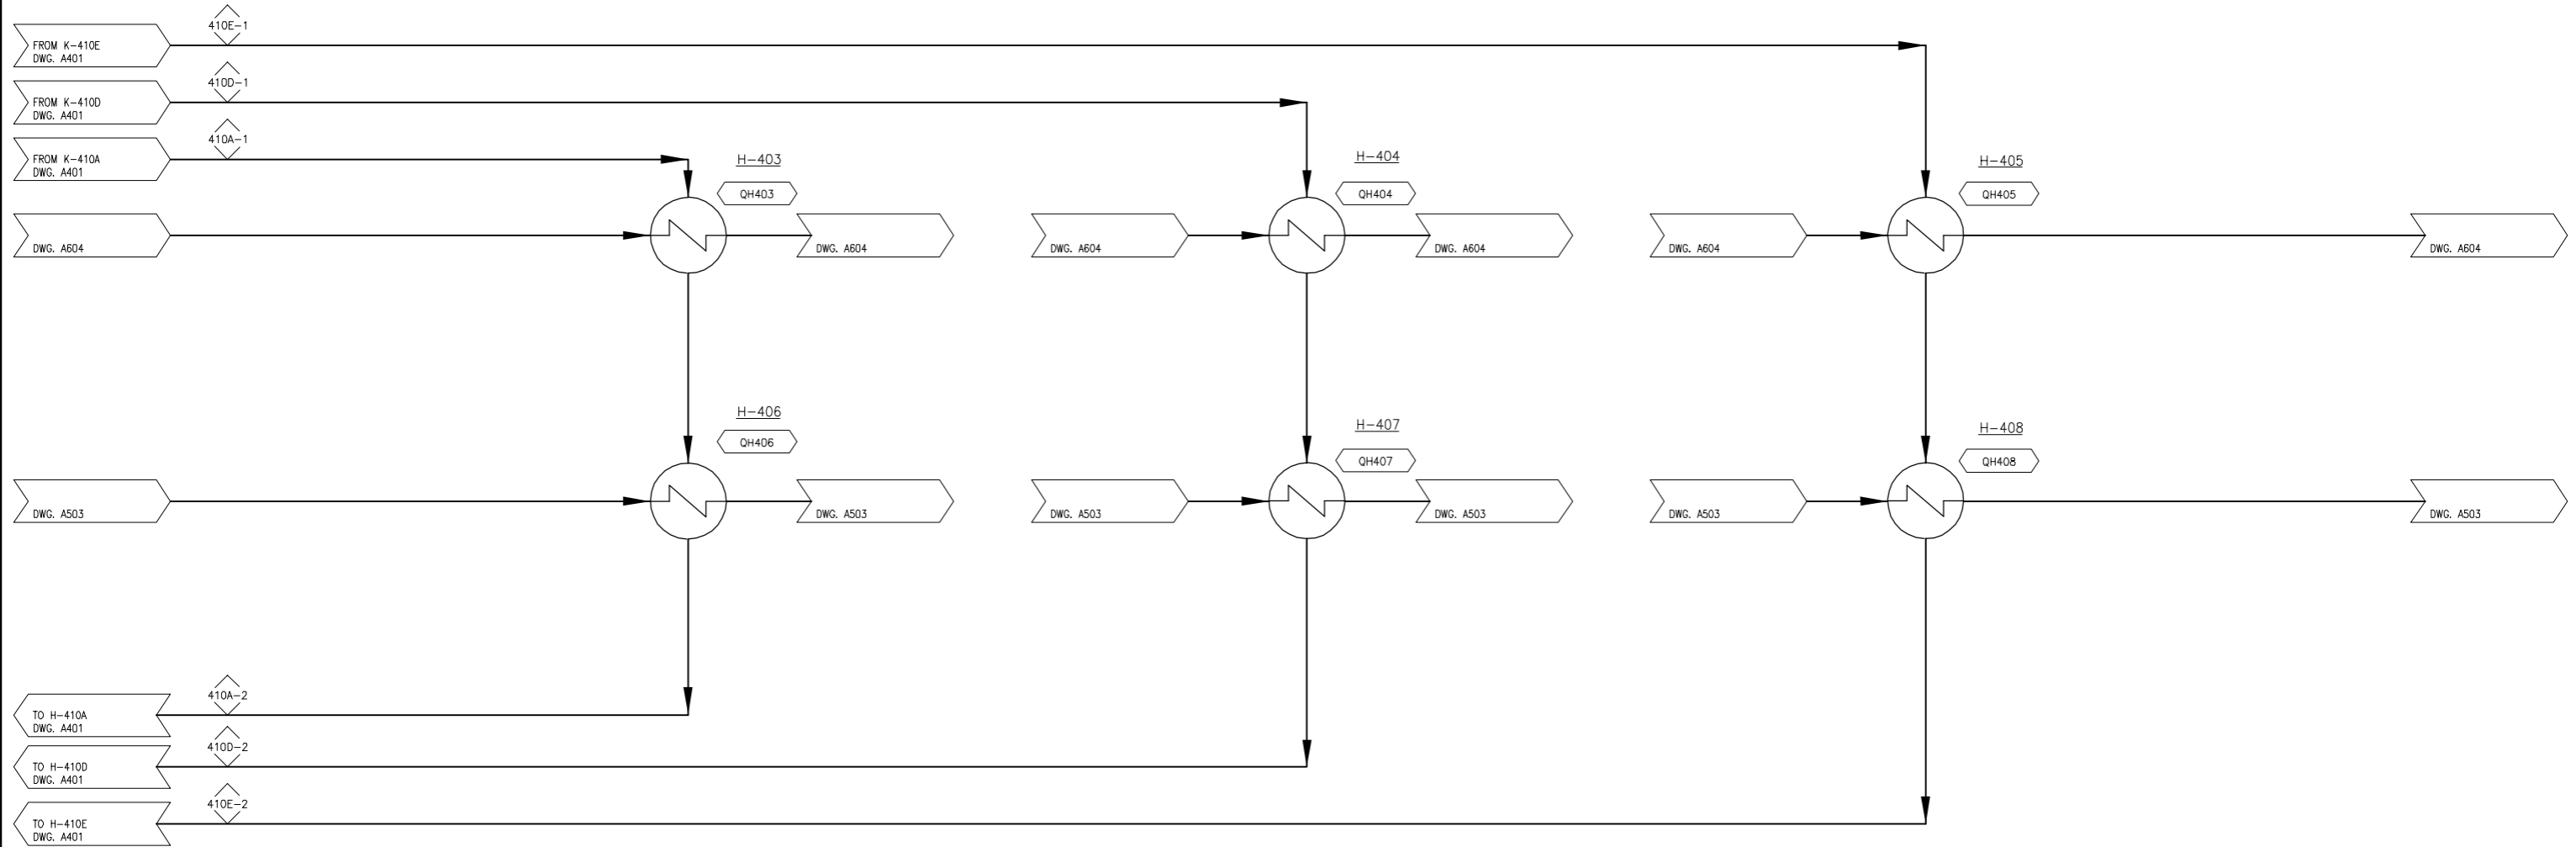 410E-1
FROM K-410E
DWG. A401
410D-1
FROM K-410D
DWG. A401
410A-1
FROM K-410A
DWG. A401
H-403
QH403
H-404
QH404
H-405
QH405
DWG. A604
DWG. A604
DWG. A604
DWG. A604
DWG. A604
DWG. A604
H-406
QH406
H-407
QH407
H-408
QH408
DWG. A503
DWG. A503
DWG. A503
DWG. A503
DWG. A503
DWG. A503
410A-2
TO H-410A
DWG. A401
410D-2
TO H-410D
DWG. A401
410E-2
TO H-410E
DWG. A401